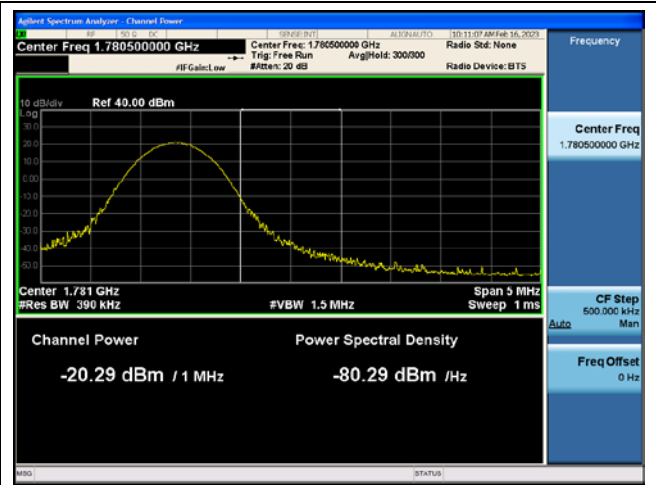 Agilent Spectrum Analyzer - Channel Power
RF 50 Ω DC SENSE:INT ALIGNAUTO 10:11:07 AM Feb 16, 2023
Center Freq 1.780500000 GHz
Center Freq: 1.780500000 GHz
Radio Std: None
Trig: Free Run Avg|Hold: 300/300
#IFGain:Low
#Atten: 20 dB
Radio Device: BTS
Frequency
10 dB/div Ref 40.00 dBm
Log
30.0
20.0
10.0
0.00
-10.0
-20.0
-30.0
-40.0
-50.0
Center Freq
1.780500000 GHz
Center 1.781 GHz
Span 5 MHz
#Res BW 390 kHz
#VBW 1.5 MHz
Sweep 1 ms
CF Step
500.000 kHz
Auto Man
Channel Power
Power Spectral Density
-20.29 dBm / 1 MHz
-80.29 dBm /Hz
Freq Offset
0 Hz
MSG
STATUS